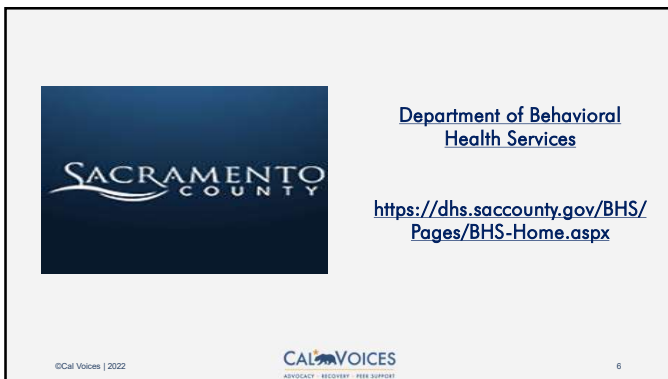 SACRAMENTO
COUNTY
Department of Behavioral
Health Services
https://dhs.saccounty.gov/BHS/
Pages/BHS-Home.aspx
©Cal Voices | 2022
CAL VOICES
ADVOCACY · RECOVERY · PEER SUPPORT
6